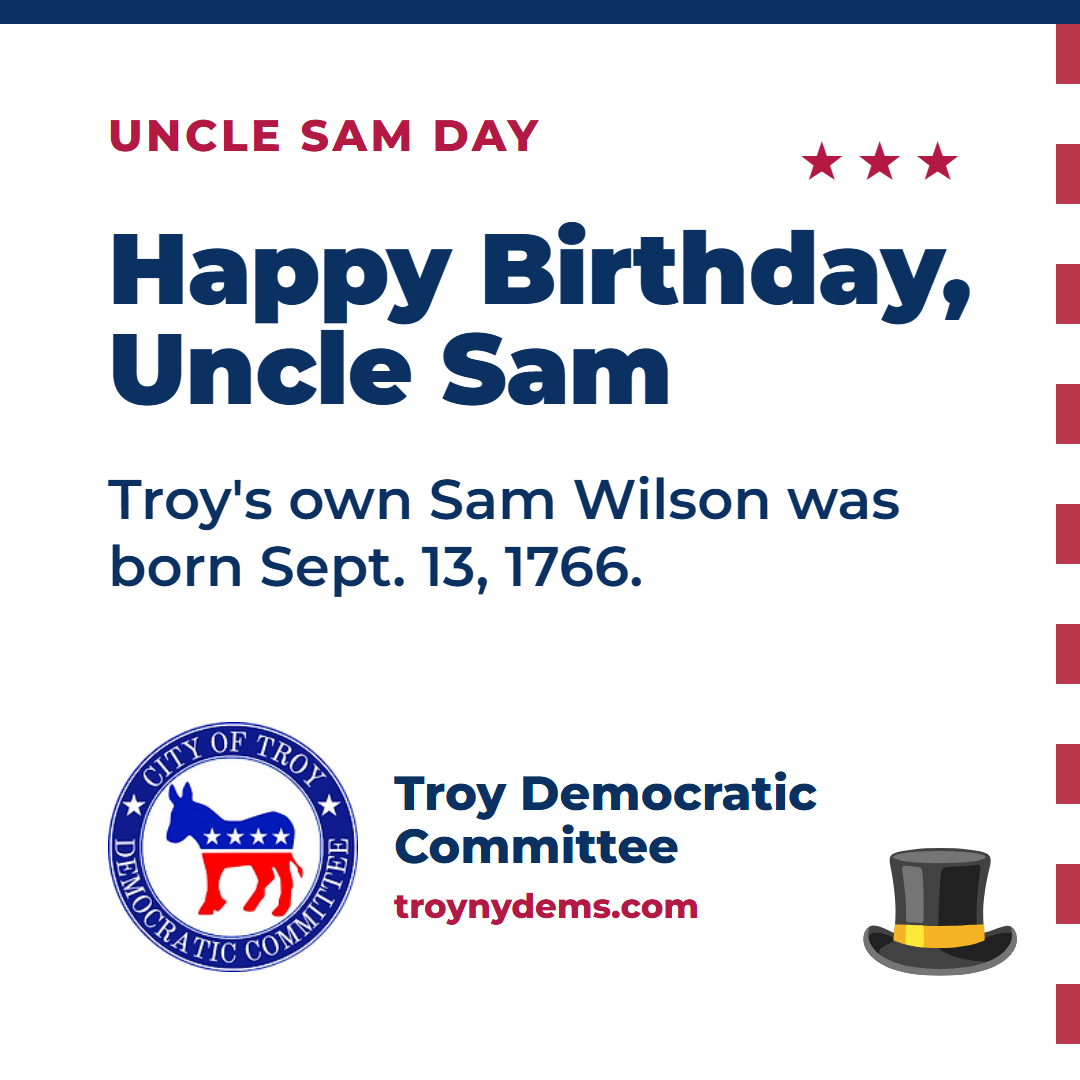 UNCLE SAM DAY
Happy Birthday,
Uncle Sam
Troy's own Sam Wilson was
born Sept. 13, 1766.
CITY OF TROY
DEMOCRATIC COMMITTEE
Troy Democratic
Committee
troynydems.com